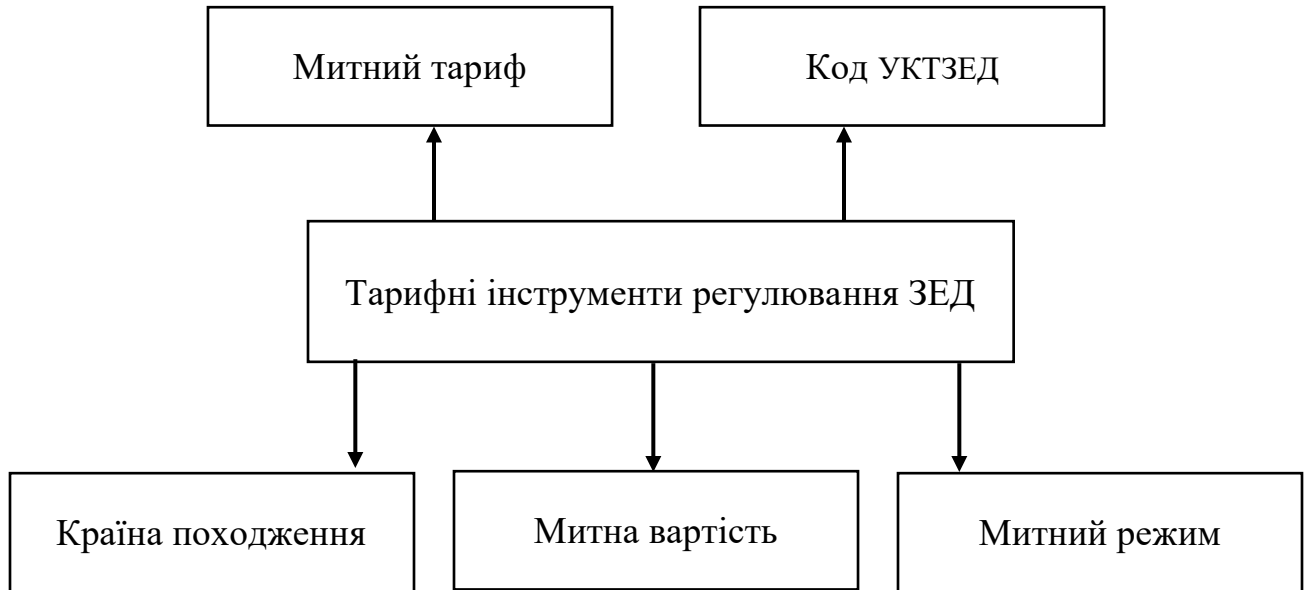 Митний тариф
Код УКТЗЕД
Тарифні інструменти регулювання ЗЕД
Країна походження
Митна вартість
Митний режим